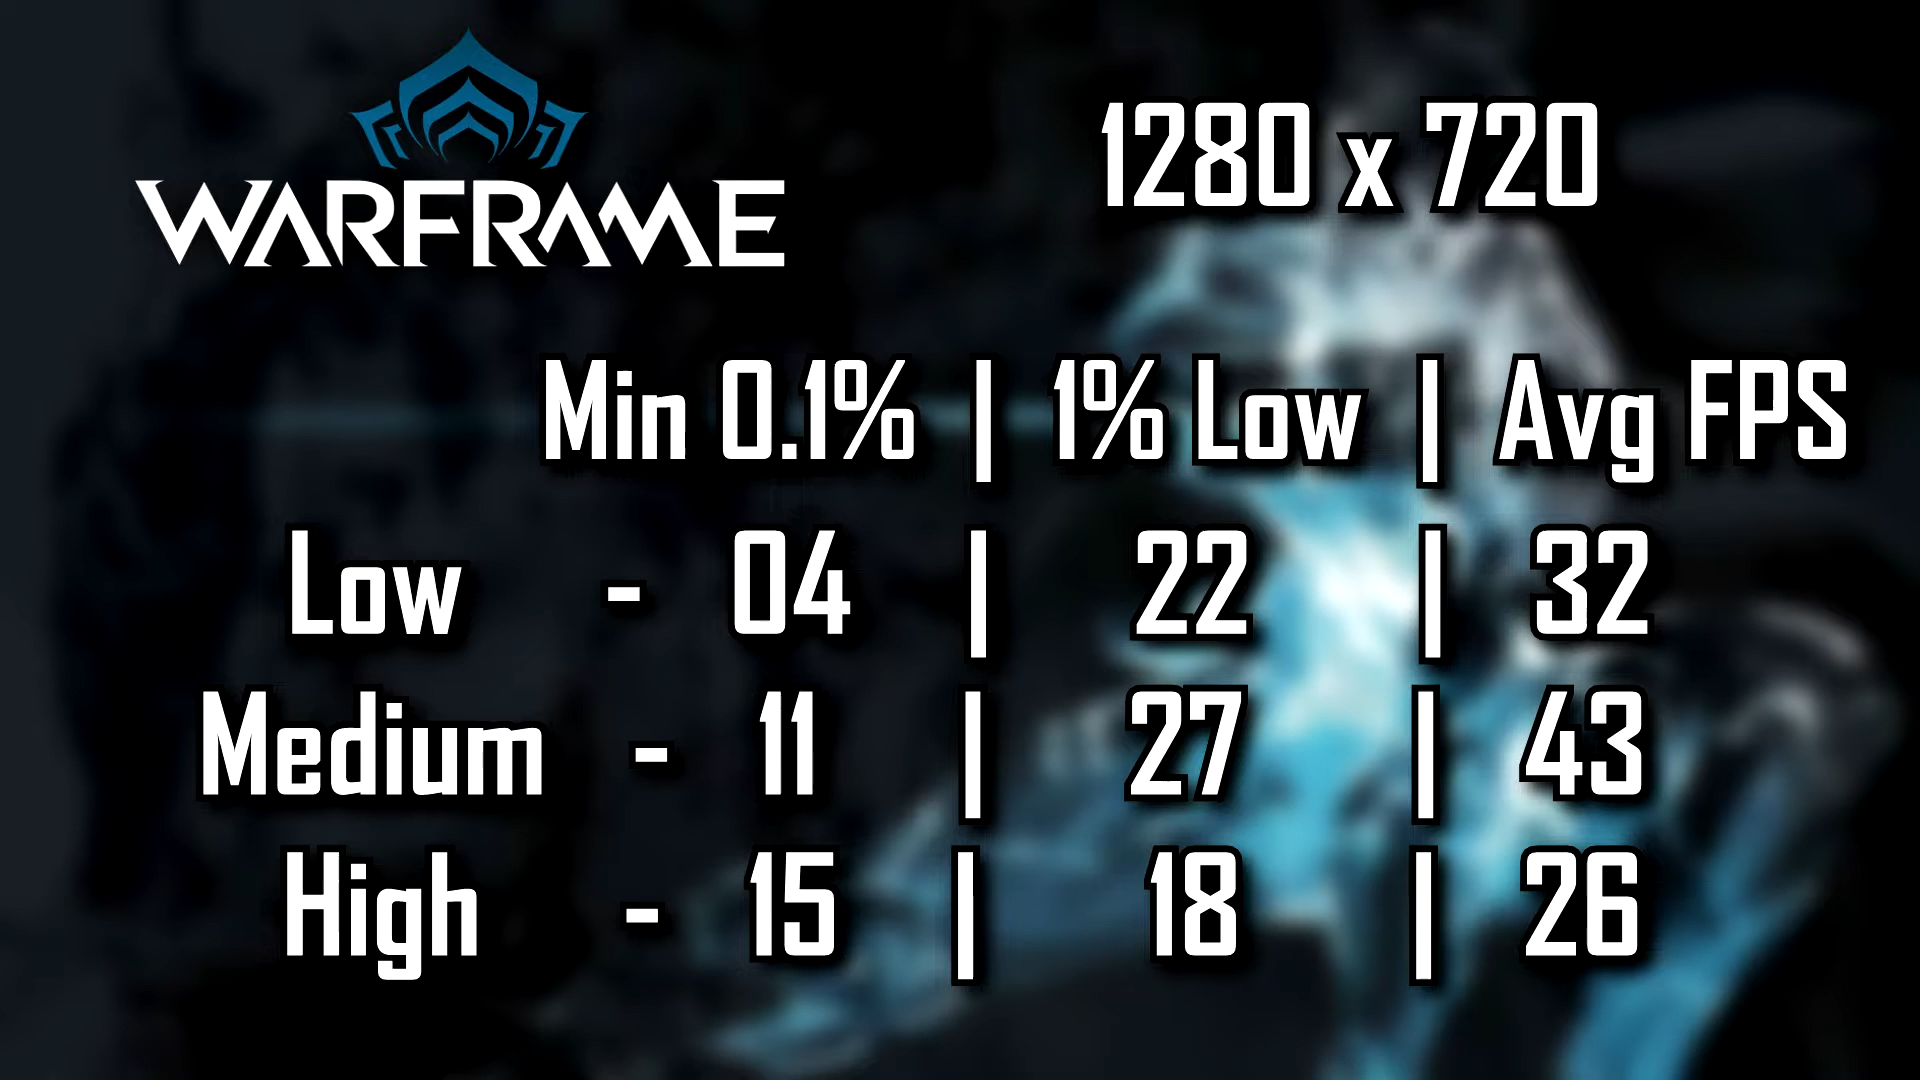 WARFRAME
1280 x 720
Min 0.1% | 1% Low | Avg FPS
Low - 04 | 22 | 32
Medium - 11 | 27 | 43
High - 15 | 18 | 26